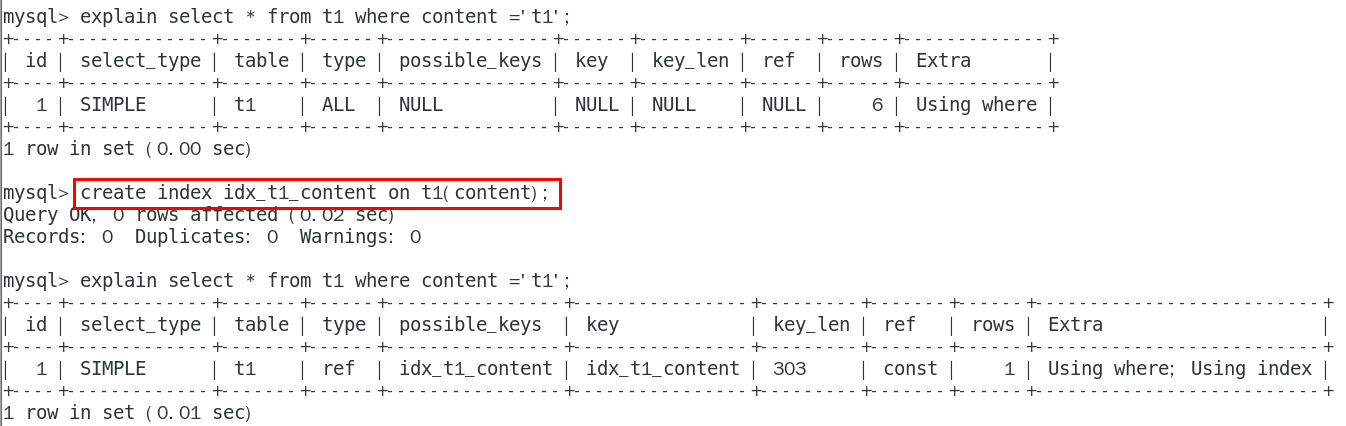 mysql> explain select * from t1 where content ='t1';
+----+-------------+-------+------+---------------+------+---------+------+------+-------------+
| id | select_type | table | type | possible_keys | key  | key_len | ref  | rows | Extra       |
+----+-------------+-------+------+---------------+------+---------+------+------+-------------+
|  1 | SIMPLE      | t1    | ALL  | NULL          | NULL | NULL    | NULL |    6 | Using where |
+----+-------------+-------+------+---------------+------+---------+------+------+-------------+
1 row in set (0.00 sec)
mysql> create index idx_t1_content on t1(content);
Query OK, 0 rows affected (0.02 sec)
Records: 0  Duplicates: 0  Warnings: 0
mysql> explain select * from t1 where content ='t1';
+----+-------------+-------+------+----------------+----------------+---------+-------+------+--------------------------+
| id | select_type | table | type | possible_keys  | key            | key_len | ref   | rows | Extra                    |
+----+-------------+-------+------+----------------+----------------+---------+-------+------+--------------------------+
|  1 | SIMPLE      | t1    | ref  | idx_t1_content | idx_t1_content | 303     | const |    1 | Using where; Using index |
+----+-------------+-------+------+----------------+----------------+---------+-------+------+--------------------------+
1 row in set (0.01 sec)